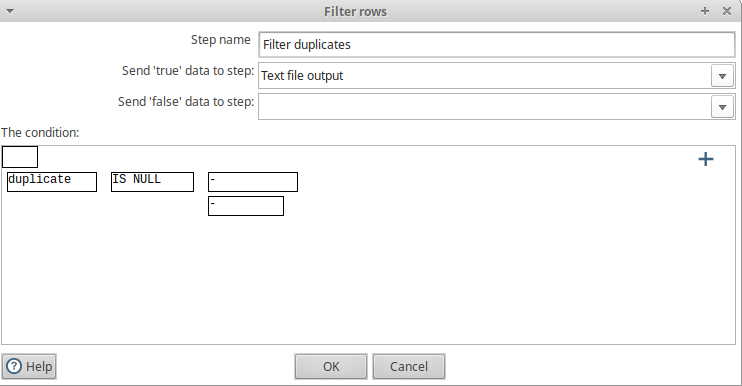 Filter rows
Step name Filter duplicates
Send 'true' data to step: Text file output
Send 'false' data to step:
The condition:
duplicate IS NULL -
-
Help OK Cancel